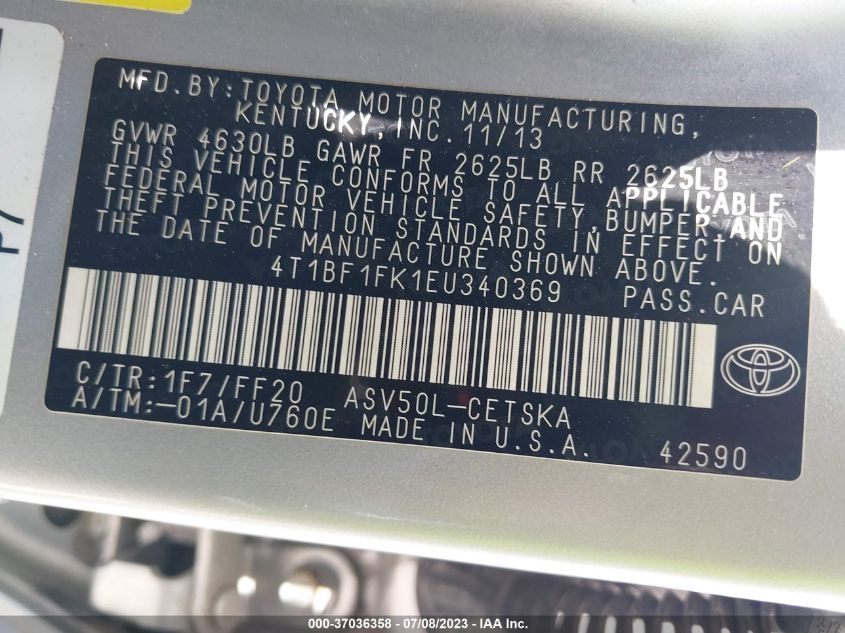 MFD.BY:TOYOTA MOTOR MANUFACTURING,
KENTUCKY,INC. 11/13
GVWR 4630LB GAWR FR 2625LB RR 2625LB
THIS VEHICLE CONFORMS TO ALL APPLICABLE
FEDERAL MOTOR VEHICLE SAFETY,BUMPER AND
THEFT PREVENTION STANDARDS IN EFFECT ON
THE DATE OF MANUFACTURE SHOWN ABOVE.
4T1BF1FK1EU340369 PASS.CAR
C/TR:1F7/FF20 ASV50L-CETSKA
A/TM:-01A/U760E MADE IN U.S.A. 42590
000-37036358 - 07/08/2023 - IAA Inc.